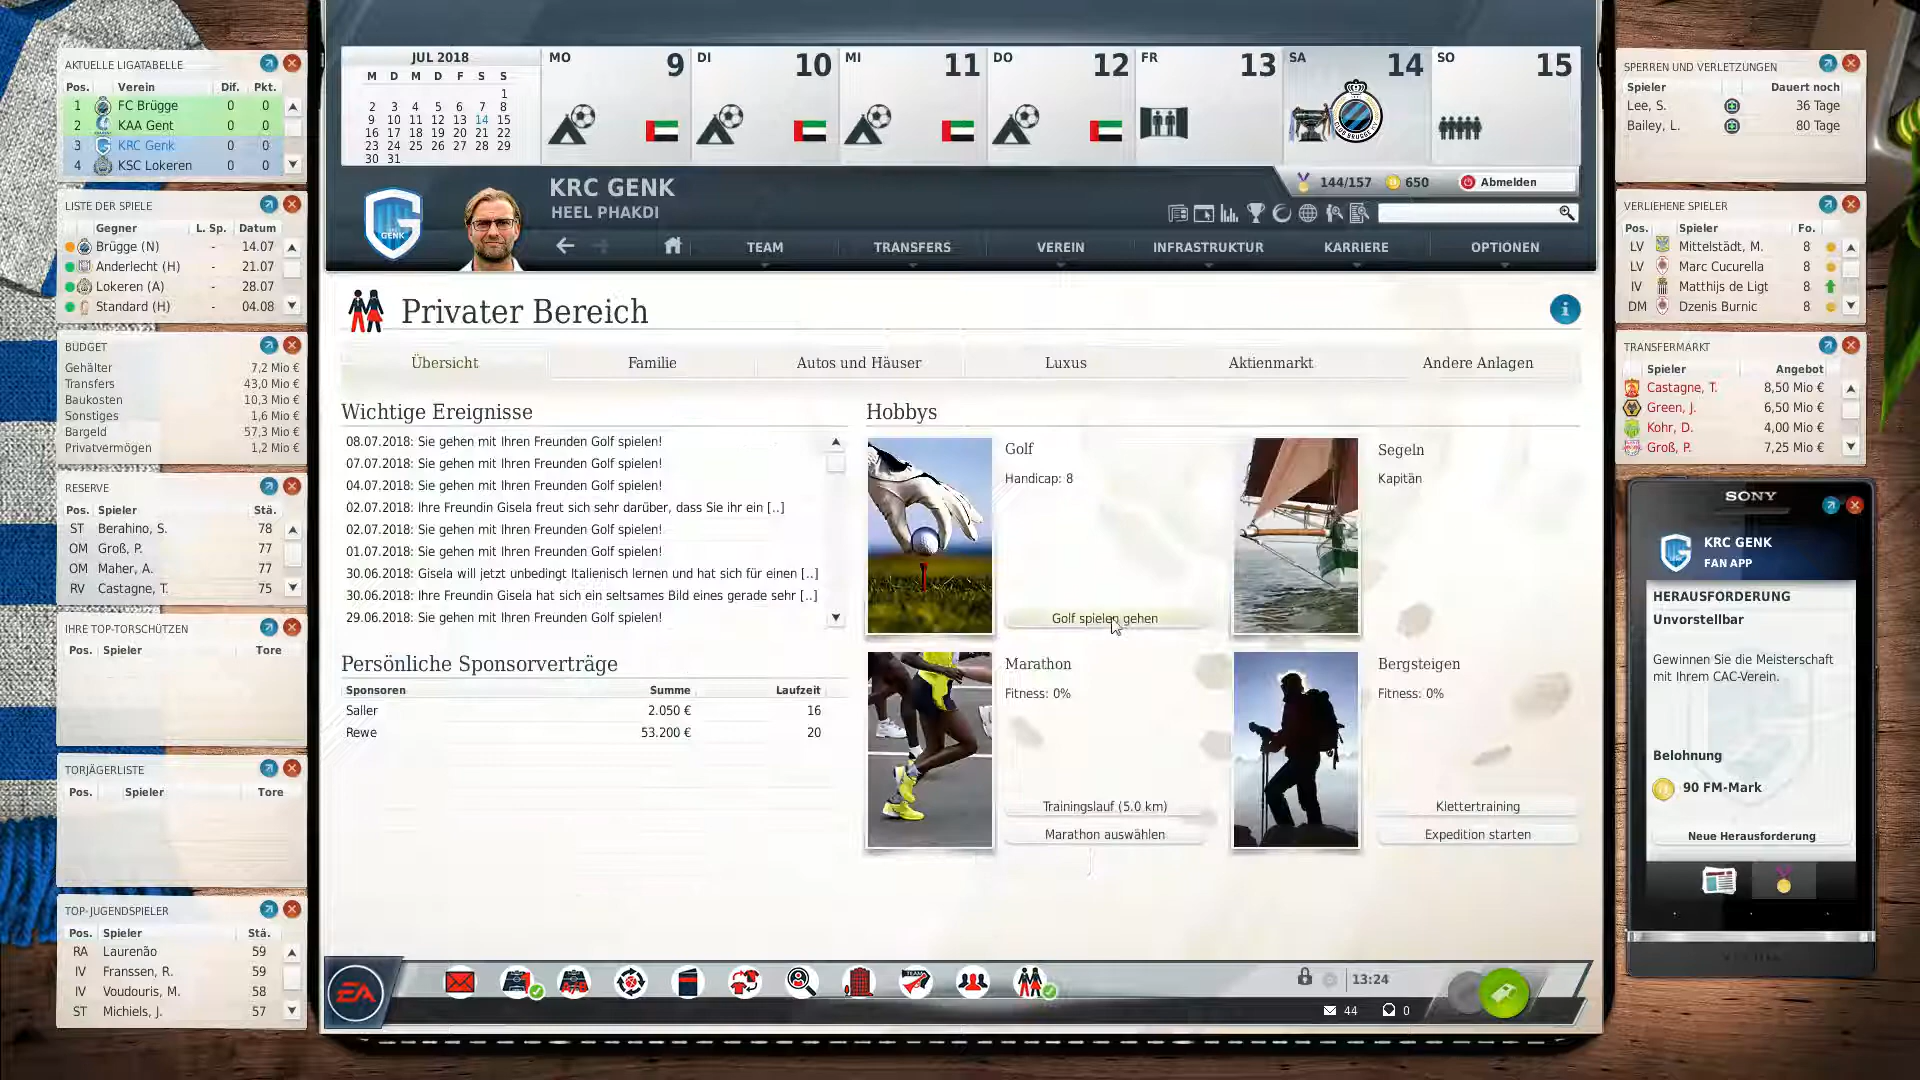 AKTUELLE LIGATABELLE
Pos. Verein Dif. Pkt.
1 FC Brügge 0 0
2 KAA Gent 0 0
3 KRC Genk 0 0
4 KSC Lokeren 0 0
LISTE DER SPIELE
Gegner L. Sp. Datum
Brügge (N) - 14.07
Anderlecht (H) - 21.07
Lokeren (A) - 28.07
Standard (H) - 04.08
BUDGET
Gehälter 7,2 Mio €
Transfers 43,0 Mio €
Baukosten 10,3 Mio €
Sonstiges 1,6 Mio €
Bargeld 57,3 Mio €
Privatvermögen 1,2 Mio €
RESERVE
Pos. Spieler Stä.
ST Berahino, S. 78
OM Groß, P. 77
OM Maher, A. 77
RV Castagne, T. 75
IHRE TOP-TORSCHÜTZEN
Pos. Spieler Tore
TORJÄGERLISTE
Pos. Spieler Tore
TOP-JUGENDSPIELER
Pos. Spieler Stä.
RA Laurenão 59
IV Franssen, R. 59
IV Voudouris, M. 58
ST Michiels, J. 57
JUL 2018
M D M D F S S
1
2 3 4 5 6 7 8
9 10 11 12 13 14 15
16 17 18 19 20 21 22
23 24 25 26 27 28 29
30 31
MO 9 DI 10 MI 11 DO 12 FR 13 SA 14 SO 15
KRC GENK
HEEL PHAKDI
GENK
144/157 650 Abmelden
TEAM TRANSFERS VEREIN INFRASTRUKTUR KARRIERE OPTIONEN
Privater Bereich
Übersicht Familie Autos und Häuser Luxus Aktienmarkt Andere Anlagen
Wichtige Ereignisse
08.07.2018: Sie gehen mit Ihren Freunden Golf spielen!
07.07.2018: Sie gehen mit Ihren Freunden Golf spielen!
04.07.2018: Sie gehen mit Ihren Freunden Golf spielen!
02.07.2018: Ihre Freundin Gisela freut sich sehr darüber, dass Sie ihr ein [..]
02.07.2018: Sie gehen mit Ihren Freunden Golf spielen!
01.07.2018: Sie gehen mit Ihren Freunden Golf spielen!
30.06.2018: Gisela will jetzt unbedingt Italienisch lernen und hat sich für einen [..]
30.06.2018: Ihre Freundin Gisela hat sich ein seltsames Bild eines gerade sehr [..]
29.06.2018: Sie gehen mit Ihren Freunden Golf spielen!
Persönliche Sponsorverträge
Sponsoren Summe Laufzeit
Saller 2.050 € 16
Rewe 53.200 € 20
Hobbys
Golf
Handicap: 8
Golf spielen gehen
Segeln
Kapitän
Marathon
Fitness: 0%
Trainingslauf (5.0 km)
Marathon auswählen
Bergsteigen
Fitness: 0%
Klettertraining
Expedition starten
EA
A/B
TEAM
13:24
44 0
SPERREN UND VERLETZUNGEN
Spieler Dauert noch
Lee, S. 36 Tage
Bailey, L. 80 Tage
VERLIEHENE SPIELER
Pos. Spieler Fo.
LV Mittelstädt, M. 8
LV Marc Cucurella 8
IV Matthijs de Ligt 8
DM Dzenis Burnic 8
TRANSFERMARKT
Spieler Angebot
Castagne, T. 8,50 Mio €
Green, J. 6,50 Mio €
Kohr, D. 4,00 Mio €
Groß, P. 7,25 Mio €
SONY
KRC GENK
FAN APP
HERAUSFORDERUNG
Unvorstellbar
Gewinnen Sie die Meisterschaft
mit Ihrem CAC-Verein.
Belohnung
90 FM-Mark
Neue Herausforderung